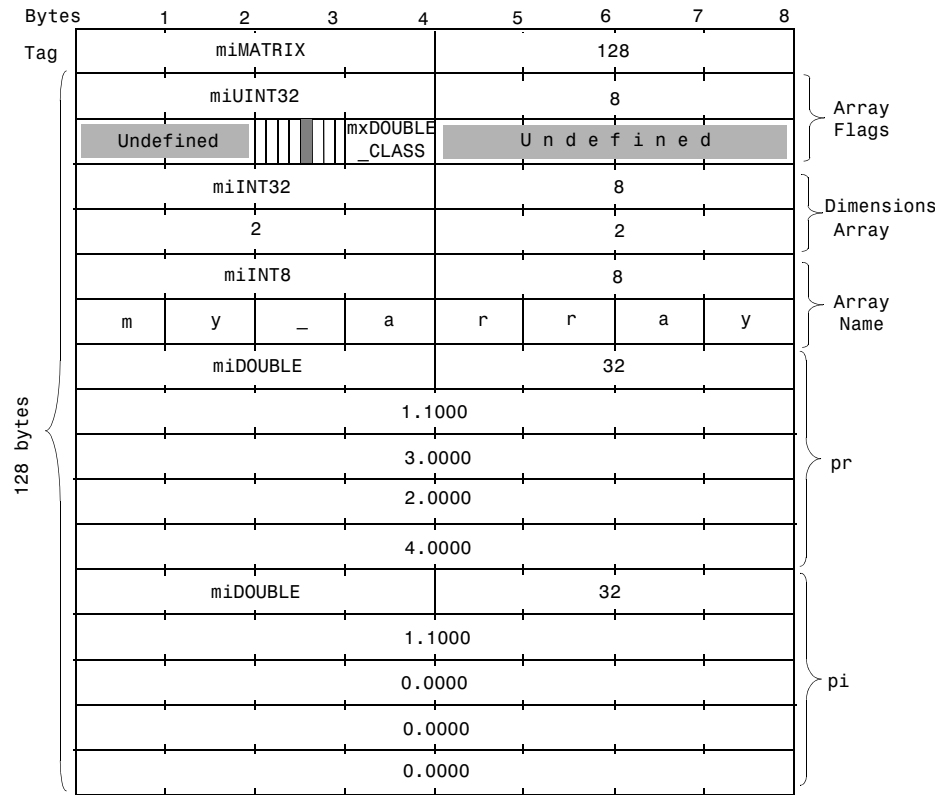 Bytes 1 2 3 4 5 6 7 8
Tag miMATRIX 128
miUINT32 8
Array
Flags
Undefined mxDOUBLE
_CLASS Undefined
miINT32 8
Dimensions
Array
2 2
miINT8 8
Array
Name
m y _ a r r a y
miDOUBLE 32
1.1000
128 bytes
3.0000
pr
2.0000
4.0000
miDOUBLE 32
1.1000
0.0000
pi
0.0000
0.0000